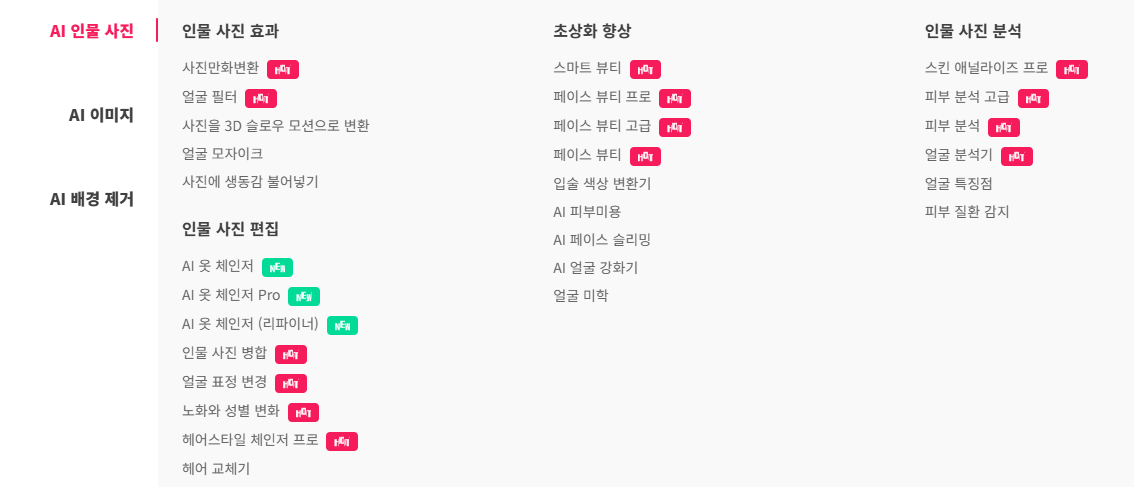 AI 인물 사진
AI 이미지
AI 배경 제거
인물 사진 효과
사진만화변환 HOT
얼굴 필터 HOT
사진을 3D 슬로우 모션으로 변환
얼굴 모자이크
사진에 생동감 불어넣기
인물 사진 편집
AI 옷 체인저 NEW
AI 옷 체인저 Pro NEW
AI 옷 체인저 (리파이너) NEW
인물 사진 병합 HOT
얼굴 표정 변경 HOT
노화와 성별 변화 HOT
헤어스타일 체인저 프로 HOT
헤어 교체기
초상화 향상
스마트 뷰티 HOT
페이스 뷰티 프로 HOT
페이스 뷰티 고급 HOT
페이스 뷰티 HOT
입술 색상 변환기
AI 피부미용
AI 페이스 슬리밍
AI 얼굴 강화기
얼굴 미학
인물 사진 분석
스킨 애널라이즈 프로 HOT
피부 분석 고급 HOT
피부 분석 HOT
얼굴 분석기 HOT
얼굴 특징점
피부 질환 감지